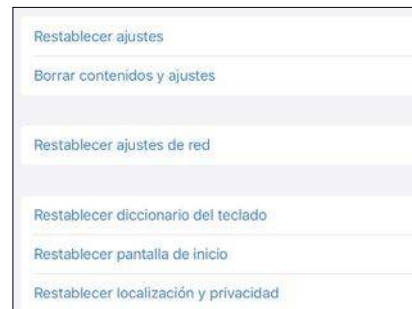 Restablecer ajustes
Borrar contenidos y ajustes
Restablecer ajustes de red
Restablecer diccionario del teclado
Restablecer pantalla de inicio
Restablecer localización y privacidad